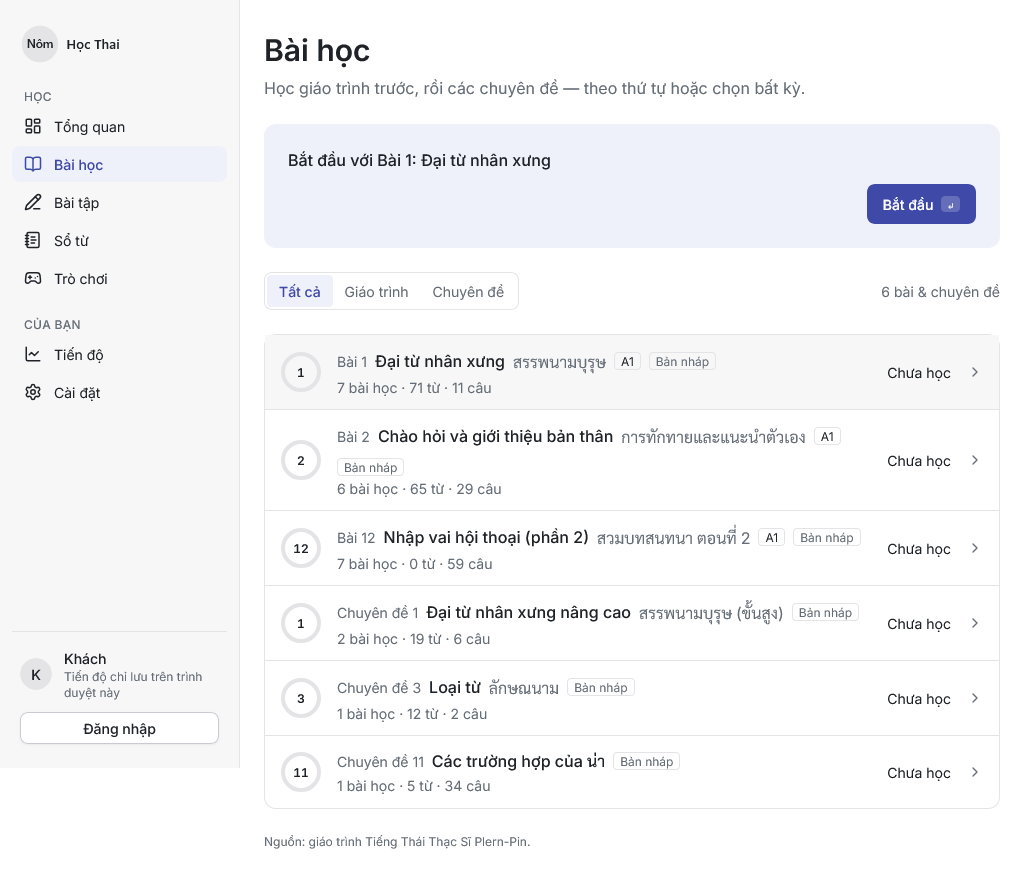 Nôm Học Thai
HỌC
Tổng quan
Bài học
Bài tập
Sổ từ
Trò chơi
CỦA BẠN
Tiến độ
Cài đặt
K
Khách
Tiến độ chỉ lưu trên trình
duyệt này
Đăng nhập
Bài học
Học giáo trình trước, rồi các chuyên đề — theo thứ tự hoặc chọn bất kỳ.
Bắt đầu với Bài 1: Đại từ nhân xưng
Bắt đầu ↲
Tất cả Giáo trình Chuyên đề 6 bài & chuyên đề
1 Bài 1 Đại từ nhân xưng สรรพนามบุรุษ A1 Bản nháp Chưa học
7 bài học · 71 từ · 11 câu
2 Bài 2 Chào hỏi và giới thiệu bản thân การทักทายและแนะนำตัวเอง A1 Chưa học
Bản nháp
6 bài học · 65 từ · 29 câu
12 Bài 12 Nhập vai hội thoại (phần 2) สวมบทสนทนา ตอนที่ 2 A1 Bản nháp Chưa học
7 bài học · 0 từ · 59 câu
1 Chuyên đề 1 Đại từ nhân xưng nâng cao สรรพนามบุรุษ (ขั้นสูง) Bản nháp Chưa học
2 bài học · 19 từ · 6 câu
3 Chuyên đề 3 Loại từ ลักษณนาม Bản nháp Chưa học
1 bài học · 12 từ · 2 câu
11 Chuyên đề 11 Các trường hợp của น่า Bản nháp Chưa học
1 bài học · 5 từ · 34 câu
Nguồn: giáo trình Tiếng Thái Thạc Sĩ Plern-Pin.